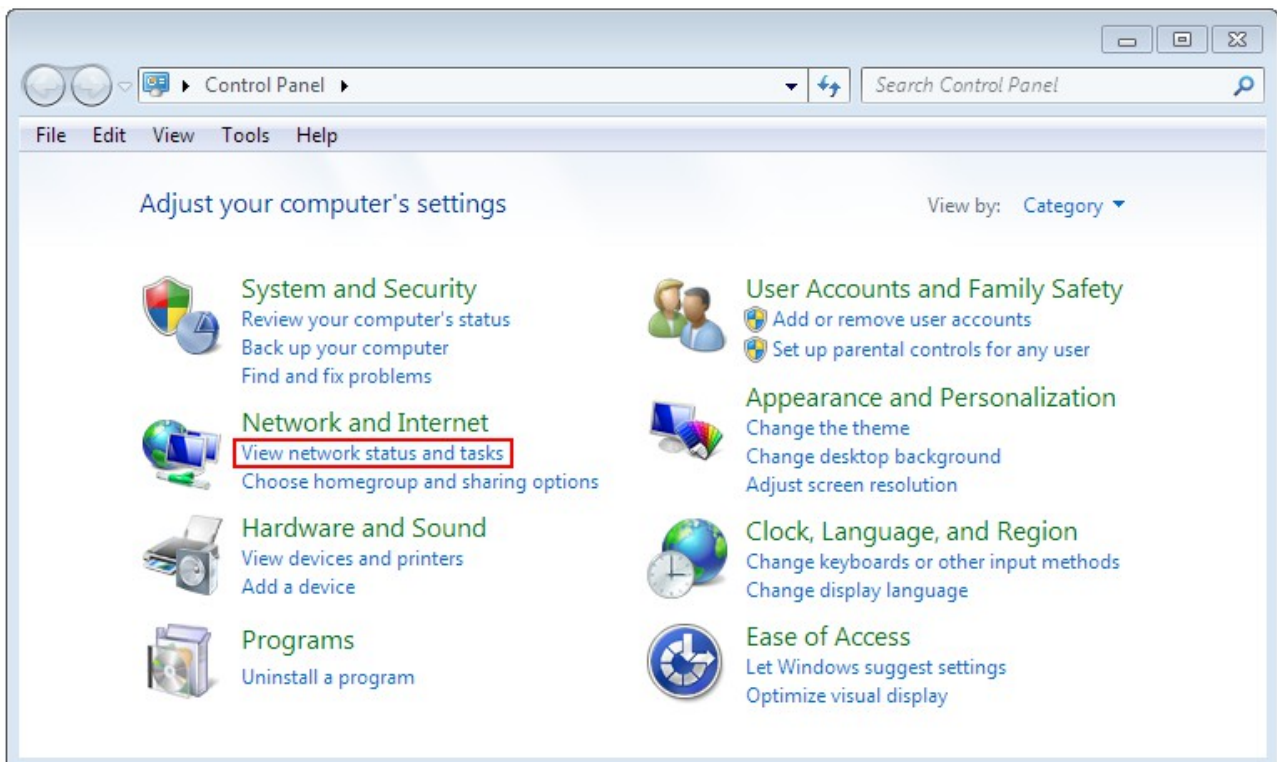 Control Panel
Search Control Panel
File Edit View Tools Help
Adjust your computer's settings
View by: Category
System and Security
Review your computer's status
Back up your computer
Find and fix problems
Network and Internet
View network status and tasks
Choose homegroup and sharing options
Hardware and Sound
View devices and printers
Add a device
Programs
Uninstall a program
User Accounts and Family Safety
Add or remove user accounts
Set up parental controls for any user
Appearance and Personalization
Change the theme
Change desktop background
Adjust screen resolution
Clock, Language, and Region
Change keyboards or other input methods
Change display language
Ease of Access
Let Windows suggest settings
Optimize visual display